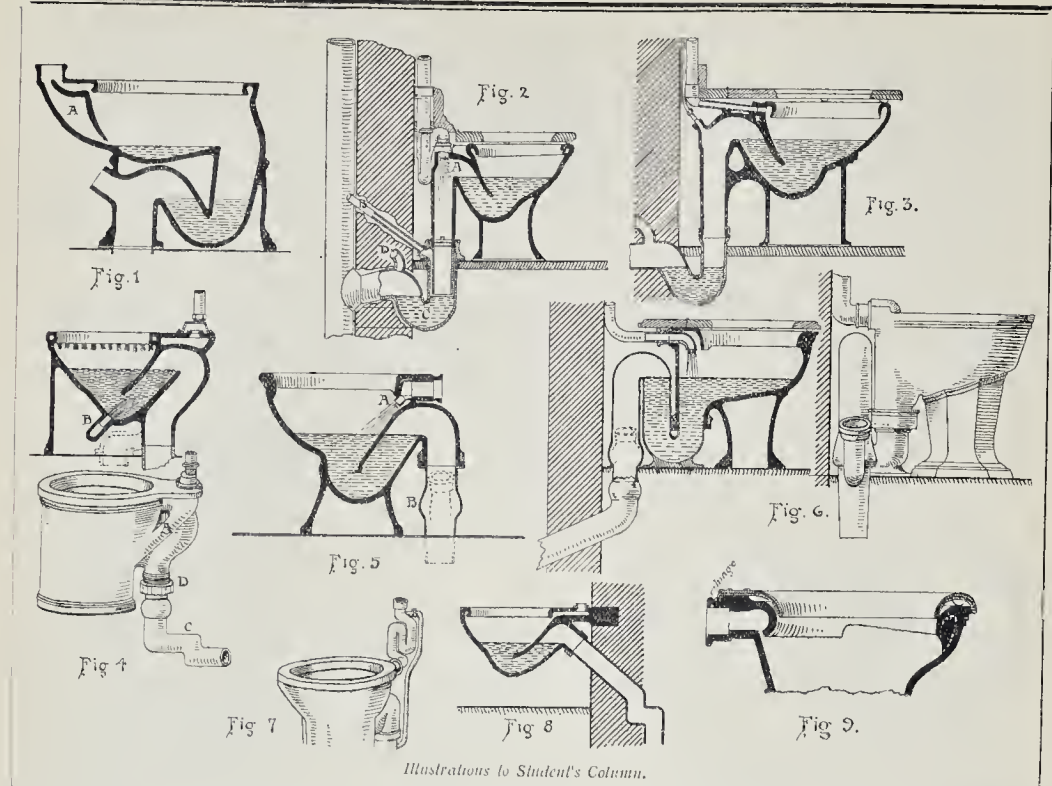 Fig. 1
A
Fig. 2
A
B
D
C
Fig. 3.
Fig 4
B
A
D
C
Fig. 5
A
B
Fig. 6.
Fig 7
Fig 8
Fig 9.
hinge
Illustrations to Student's Column.